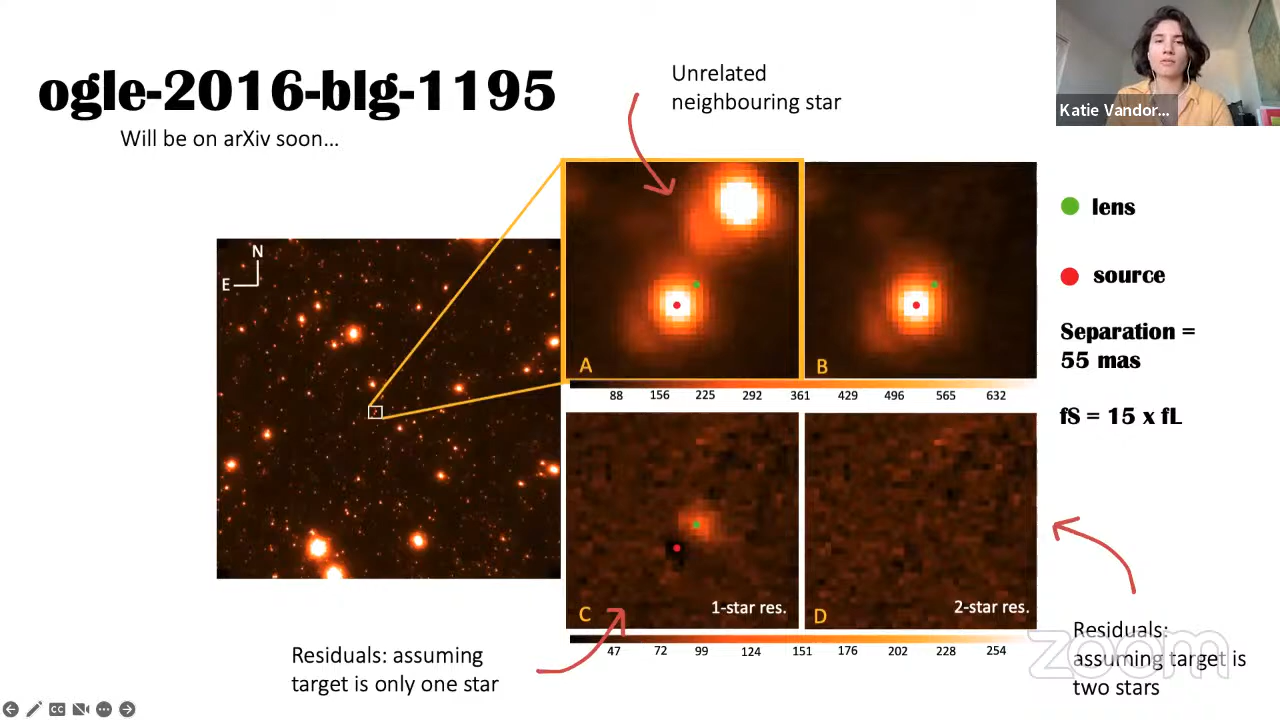 ogle-2016-blg-1195
Will be on arXiv soon...
Unrelated
neighbouring star
Katie Vandor...
N
E
A
B
88 156 225 292 361 429 496 565 632
lens
source
Separation =
55 mas
fS = 15 x fL
C
1-star res.
D
2-star res.
47 72 99 124 151 176 202 228 254
Residuals: assuming
target is only one star
Residuals:
assuming target is
two stars
zoom
CC